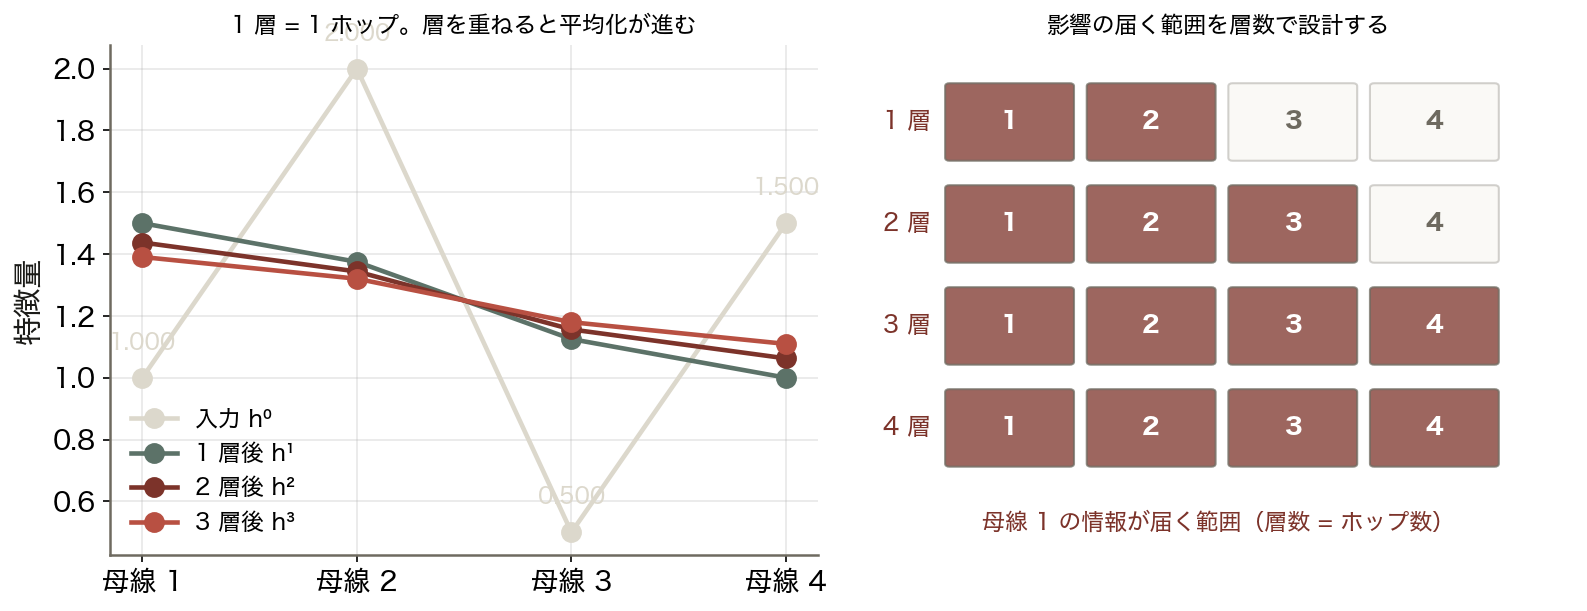 1 層 = 1 ホップ。層を重ねると平均化が進む
2.000
2.0
1.8
1.6
1.4
1.2
1.0
0.8
0.6
特徴量
1.500
1.000
0.500
入力 h⁰
1 層後 h¹
2 層後 h²
3 層後 h³
母線 1
母線 2
母線 3
母線 4
影響の届く範囲を層数で設計する
1 層 1 2 3 4
2 層 1 2 3 4
3 層 1 2 3 4
4 層 1 2 3 4
母線 1 の情報が届く範囲（層数 = ホップ数）